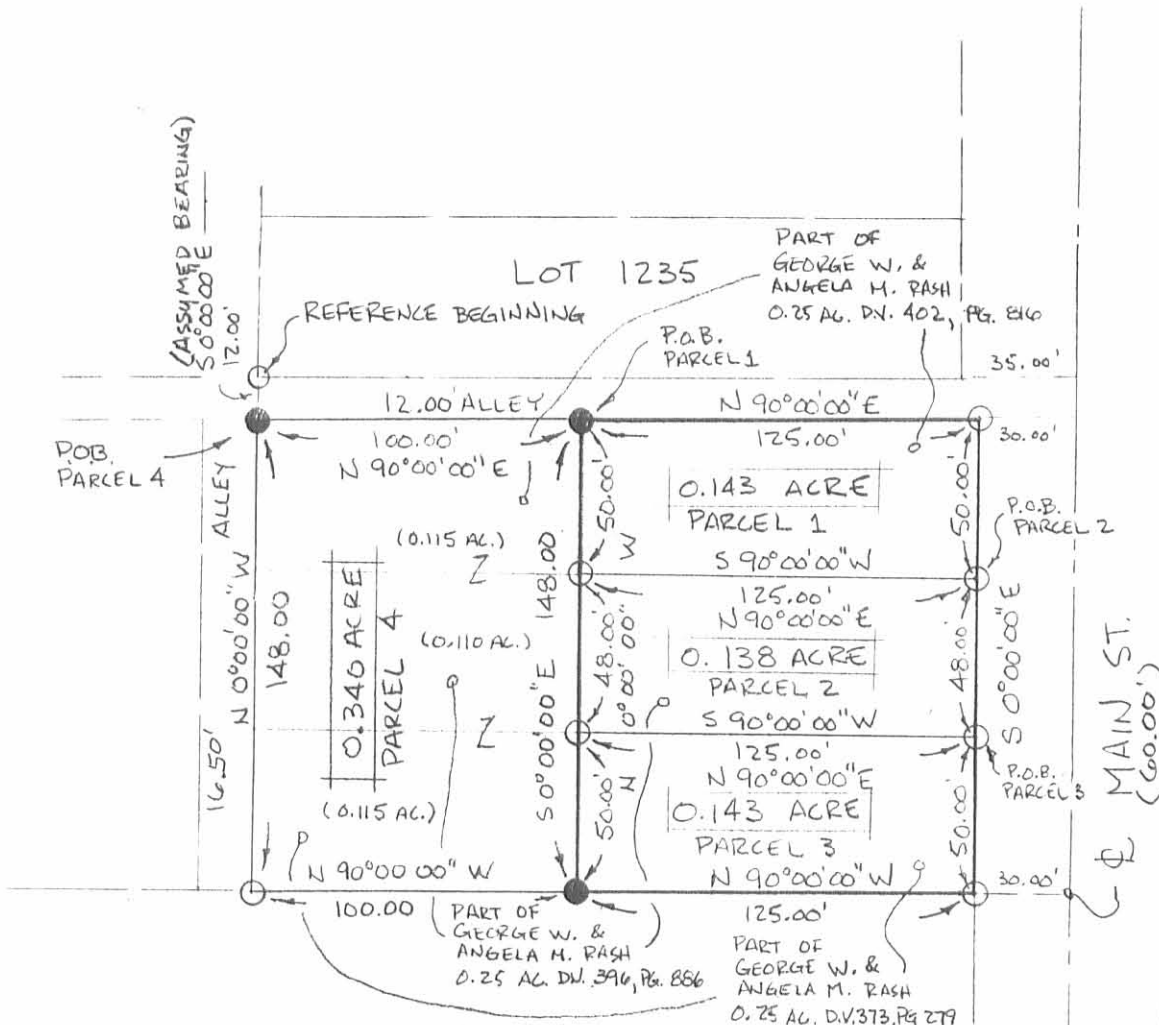 (ASSUMED BEARING)
S 0°00'00"E
12.00'
LOT 1235
REFERENCE BEGINNING
PART OF
GEORGE W. &
ANGELA M. RASH
0.25 AC. D.V. 402, PG. 816
P.O.B.
PARCEL 1
35.00'
12.00' ALLEY
N 90°00'00"E
100.00'
125.00'
30.00'
N 90°00'00"E
P.O.B.
PARCEL 4
ALLEY
16.50'
N 0°00'00"W
148.00
0.340 ACRE
PARCEL 4
(0.115 AC.)
Z
(0.110 AC.)
Z
(0.115 AC.)
S 0°00'00"E 148.00
50.00'
48.00'
50.00'
N 0°00'00" W
0.143 ACRE
PARCEL 1
50.00'
P.O.B.
PARCEL 2
S 90°00'00"W
125.00'
N 90°00'00"E
0.138 ACRE
PARCEL 2
48.00'
S 0°00'00"E
S 90°00'00"W
125.00'
N 90°00'00"E
P.O.B.
PARCEL 3
0.143 ACRE
PARCEL 3
50.00'
MAIN ST.
(60.00')
N 90°00'00" W
100.00
N 90°00'00"W
125.00'
30.00'
℄
PART OF
GEORGE W. &
ANGELA M. RASH
0.25 AC. D.V. 396, PG. 886
PART OF
GEORGE W. &
ANGELA M. RASH
0.25 AC. D.V. 373, PG 279